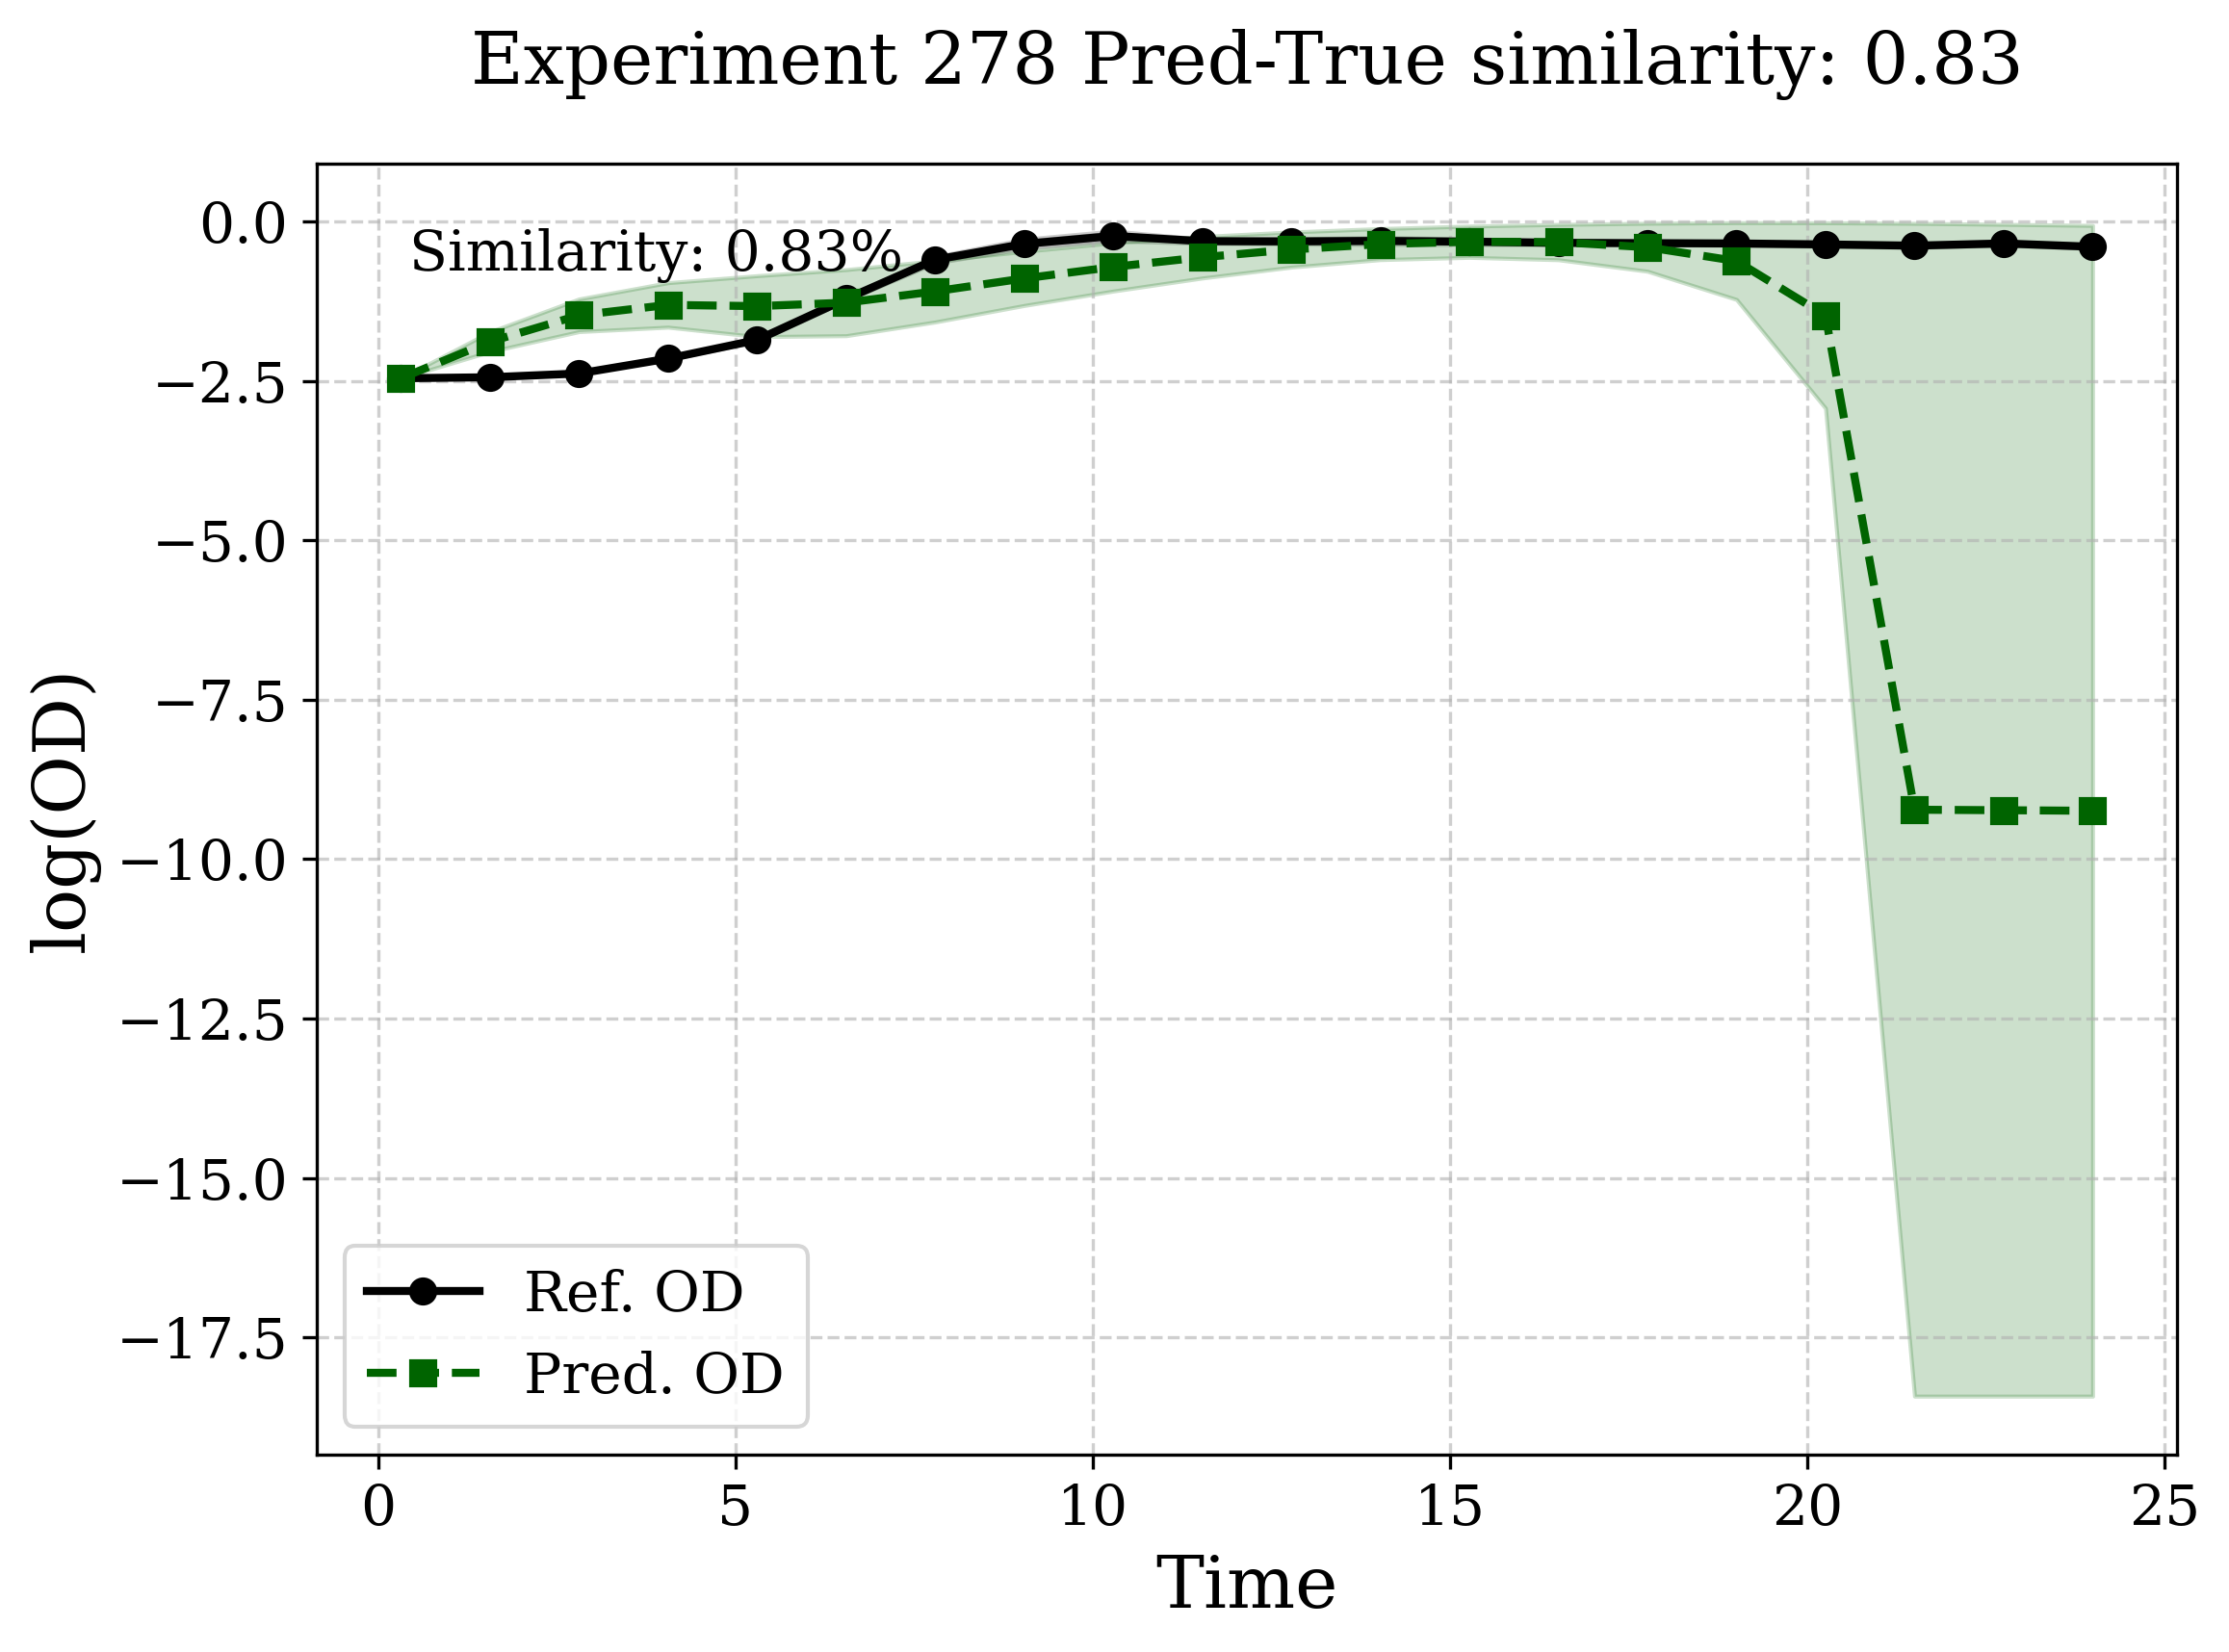 Experiment 278 Pred-True similarity: 0.83
Similarity: 0.83%
log(OD)
0.0
−2.5
−5.0
−7.5
−10.0
−12.5
−15.0
−17.5
Ref. OD
Pred. OD
0 5 10 15 20 25
Time